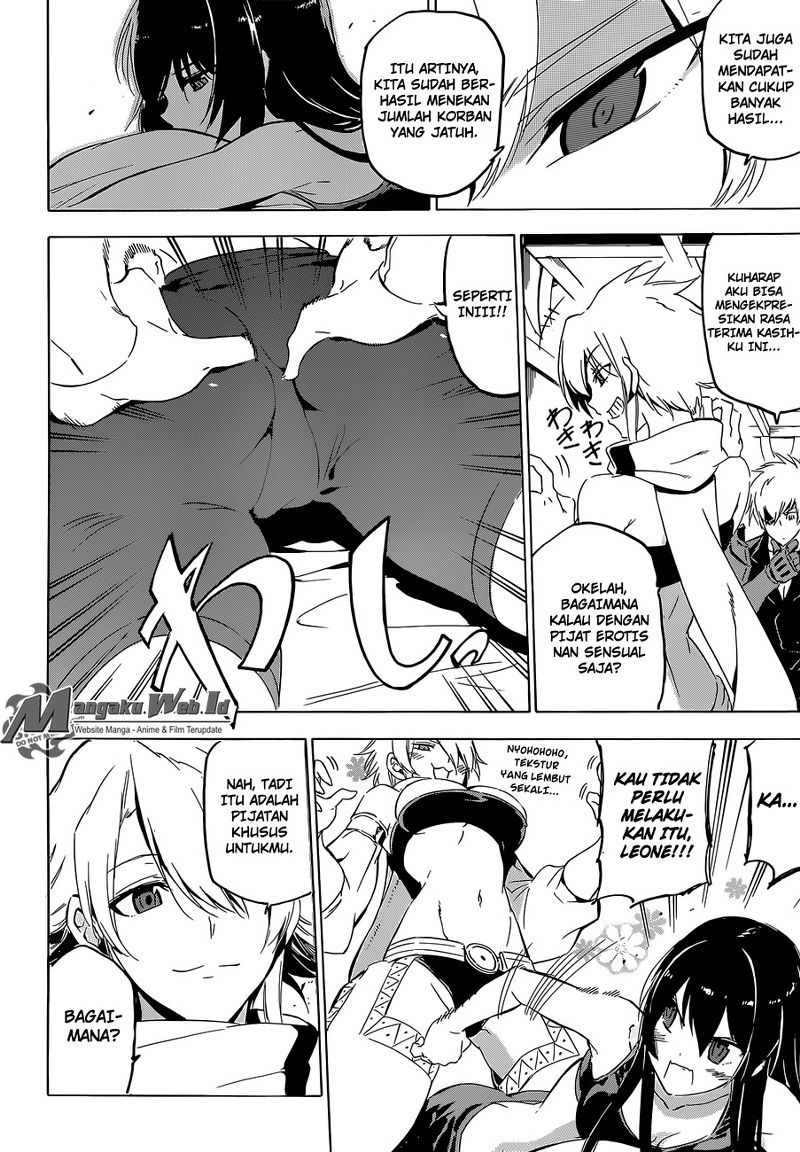 KITA JUGA
SUDAH
MENDAPAT-
KAN CUKUP
BANYAK
HASIL...
ITU ARTINYA,
KITA SUDAH BER-
HASIL MENEKAN
JUMLAH KORBAN
YANG JATUH.
KUHARAP
AKU BISA
MENGEKPRE-
SIKAN RASA
TERIMA KASIH-
KU INI...
わき
わき
OKELAH,
BAGAIMANA
KALAU DENGAN
PIJAT EROTIS
NAN SENSUAL
SAJA?
SEPERTI
INIII!!
わし
KA...
KAU TIDAK
PERLU
MELAKU-
KAN ITU,
LEONE!!!
NYOHOHOHO,
TEKSTUR
YANG LEMBUT
SEKALI...
NAH, TADI
ITU ADALAH
PIJATAN
KHUSUS
UNTUKMU.
BAGAI-
MANA?
Mangaku.Web.Id
Website Manga - Anime & Film Terupdate